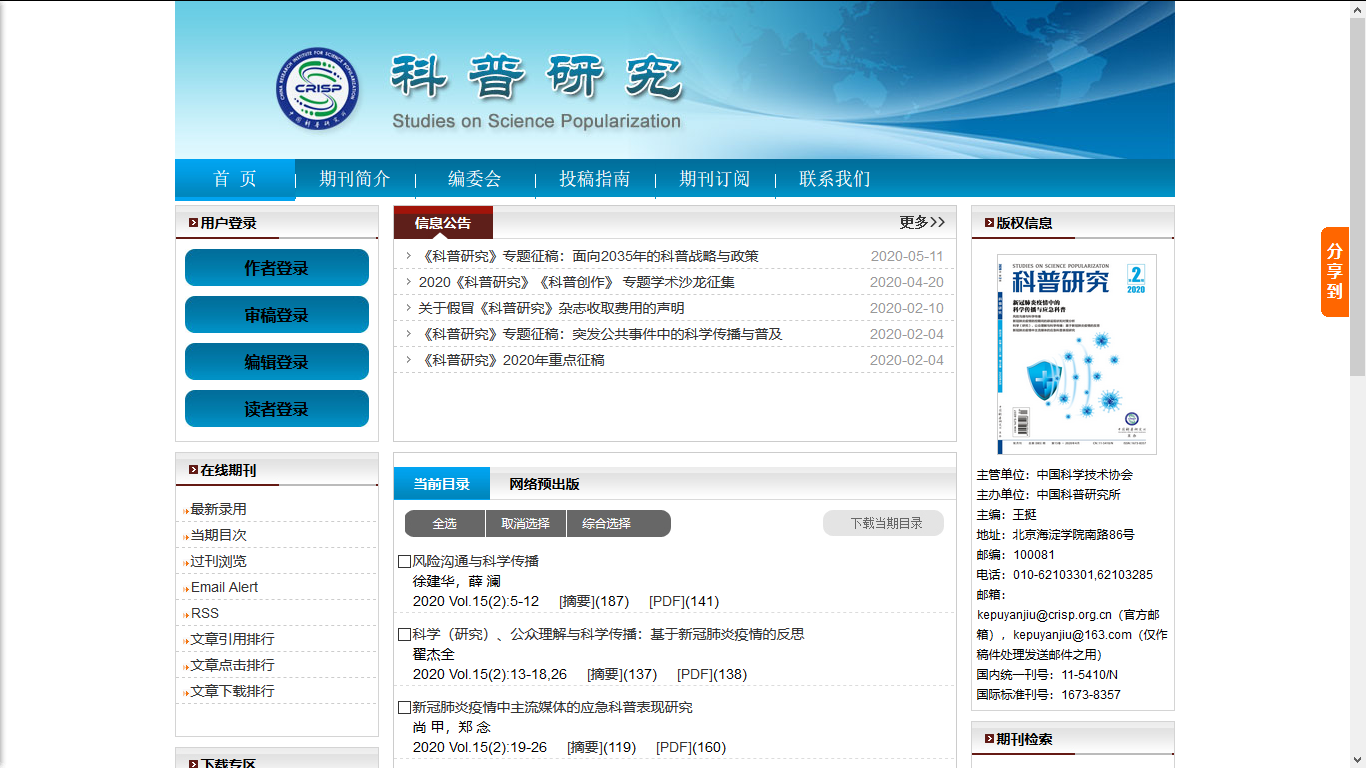 CHINA RESEARCH INSTITUTE FOR SCIENCE POPULARIZATION
CRISP
中国科普研究所
科普研究
Studies on Science Popularization
首 页
期刊简介
编委会
投稿指南
期刊订阅
联系我们
用户登录
作者登录
审稿登录
编辑登录
读者登录
在线期刊
最新录用
当期目次
过刊浏览
Email Alert
RSS
文章引用排行
文章点击排行
文章下载排行
下载专区
信息公告
更多>>
《科普研究》专题征稿：面向2035年的科普战略与政策 2020-05-11
2020《科普研究》《科普创作》 专题学术沙龙征集 2020-04-20
关于假冒《科普研究》杂志收取费用的声明 2020-02-10
《科普研究》专题征稿：突发公共事件中的科学传播与普及 2020-02-04
《科普研究》2020年重点征稿 2020-02-04
当前目录 网络预出版
全选 取消选择 综合选择 下载当期目录
风险沟通与科学传播
徐建华，薛 澜
2020 Vol.15(2):5-12 [摘要](187) [PDF](141)
科学（研究）、公众理解与科学传播：基于新冠肺炎疫情的反思
翟杰全
2020 Vol.15(2):13-18,26 [摘要](137) [PDF](138)
新冠肺炎疫情中主流媒体的应急科普表现研究
尚 甲，郑 念
2020 Vol.15(2):19-26 [摘要](119) [PDF](160)
版权信息
STUDIES ON SCIENCE POPULARIZATION
科普研究
第2期
2020
新冠肺炎疫情中的
科学传播与应急科普
主管单位：中国科学技术协会
主办单位：中国科普研究所
主编：王挺
地址：北京海淀学院南路86号
邮编：100081
电话：010-62103301,62103285
邮箱：
kepuyanjiu@crisp.org.cn（官方邮
箱），kepuyanjiu@163.com（仅作
稿件处理发送邮件之用）
国内统一刊号：11-5410/N
国际标准刊号：1673-8357
期刊检索
分享到